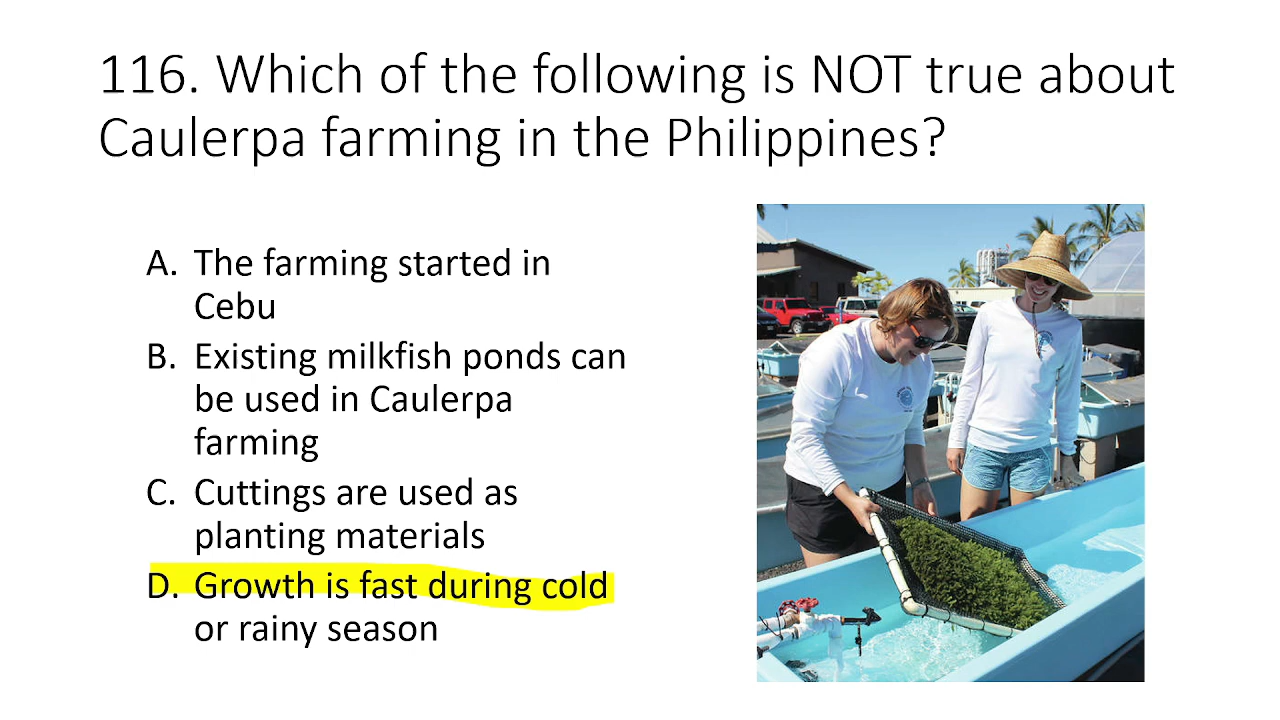 116. Which of the following is NOT true about
Caulerpa farming in the Philippines?
A. The farming started in
Cebu
B. Existing milkfish ponds can
be used in Caulerpa
farming
C. Cuttings are used as
planting materials
D. Growth is fast during cold
or rainy season